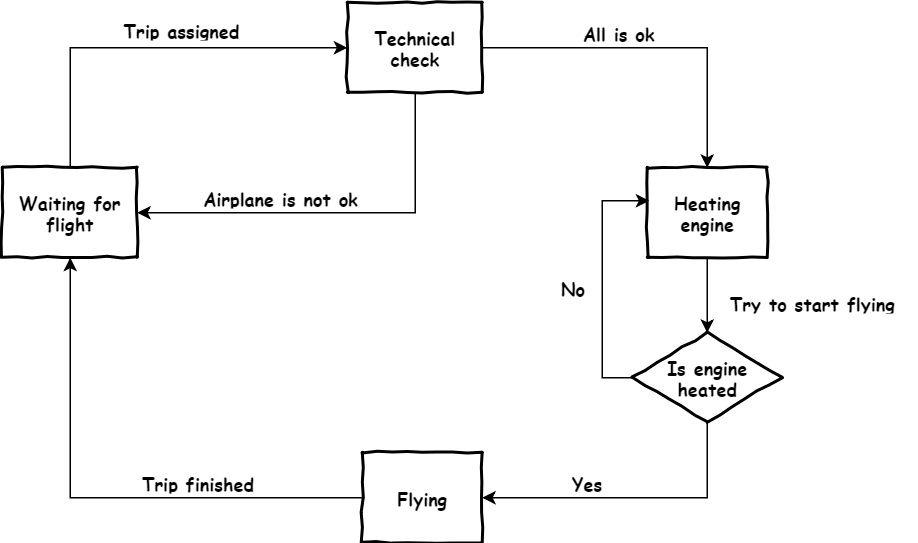 Trip assigned
Technical
check
All is ok
Waiting for
flight
Airplane is not ok
Heating
engine
No
Try to start flying
Is engine
heated
Trip finished
Flying
Yes